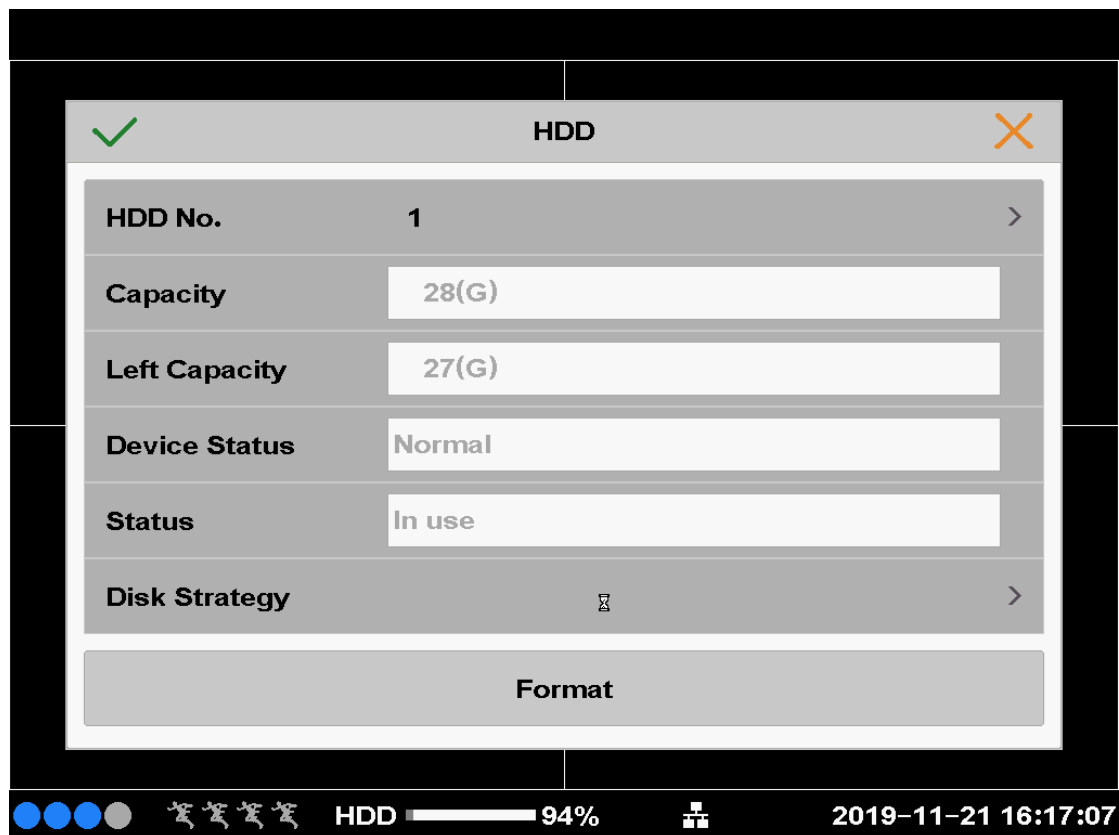 HDD
HDD No. 1
Capacity 28(G)
Left Capacity 27(G)
Device Status Normal
Status In use
Disk Strategy
Format
HDD 94% 2019-11-21 16:17:07